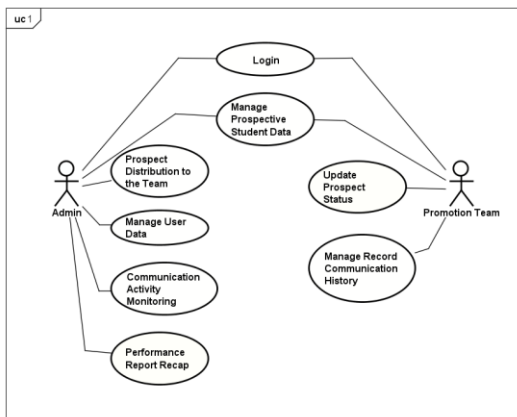 uc 1
Login
Manage
Prospective
Student Data
Prospect
Distribution to
the Team
Update
Prospect
Status
Admin
Promotion Team
Manage User
Data
Manage Record
Communication
History
Communication
Activity
Monitoring
Performance
Report Recap